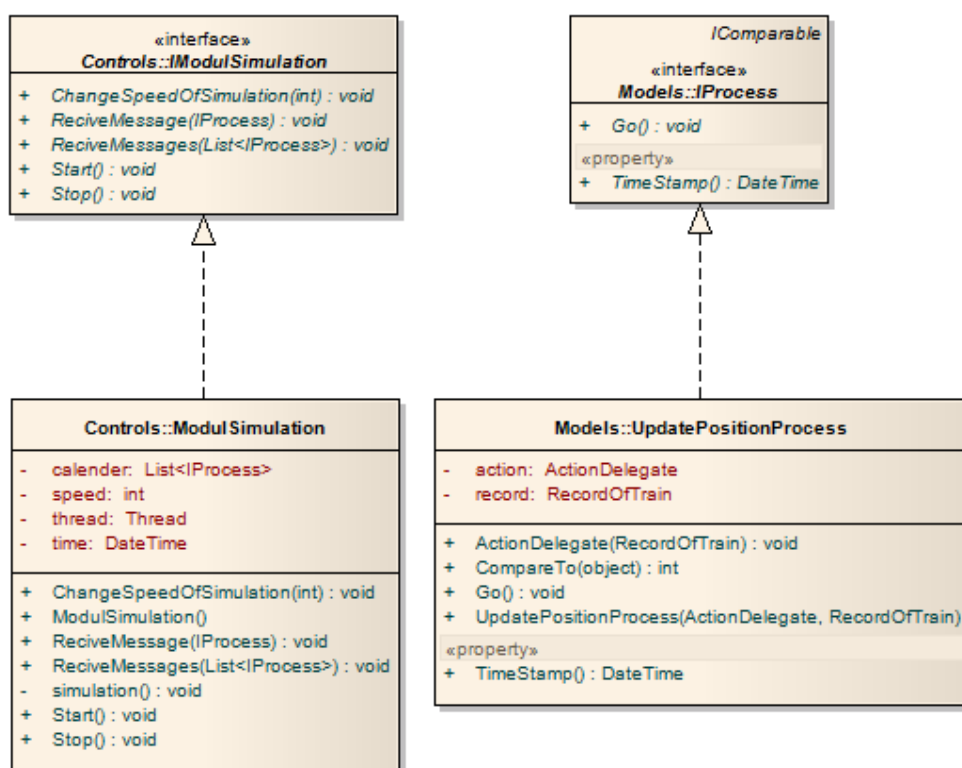 «interface»
Controls::IModulSimulation
+ ChangeSpeedOfSimulation(int) : void
+ ReciveMessage(IProcess) : void
+ ReciveMessages(List<IProcess>) : void
+ Start() : void
+ Stop() : void
IComparable
«interface»
Models::IProcess
+ Go() : void
«property»
+ TimeStamp() : DateTime
Controls::ModulSimulation
- calender: List<IProcess>
- speed: int
- thread: Thread
- time: DateTime
+ ChangeSpeedOfSimulation(int) : void
+ ModulSimulation()
+ ReciveMessage(IProcess) : void
+ ReciveMessages(List<IProcess>) : void
- simulation() : void
+ Start() : void
+ Stop() : void
Models::UpdatePositionProcess
- action: ActionDelegate
- record: RecordOfTrain
+ ActionDelegate(RecordOfTrain) : void
+ CompareTo(object) : int
+ Go() : void
+ UpdatePositionProcess(ActionDelegate, RecordOfTrain)
«property»
+ TimeStamp() : DateTime